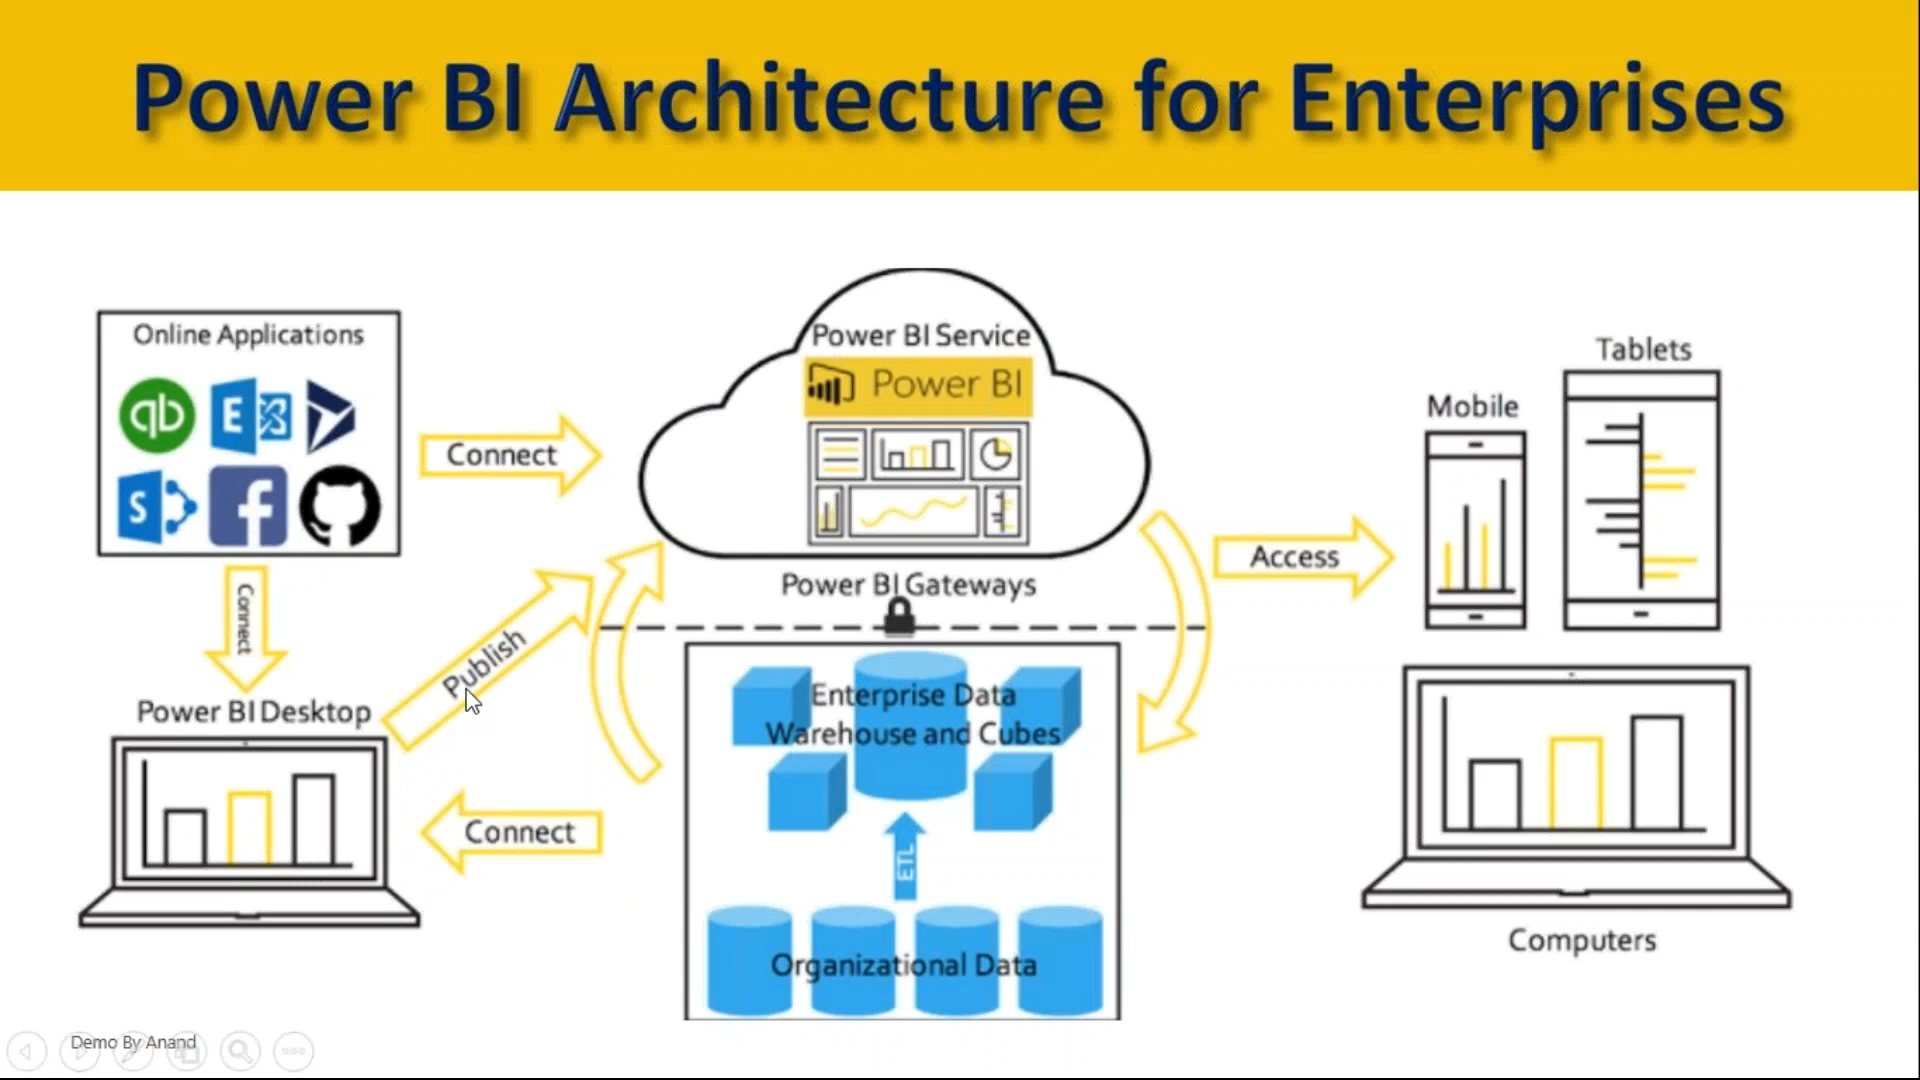 Power BI Architecture for Enterprises
Online Applications
qb
E
S
f
Connect
Connect
Power BI Desktop
Publish
Connect
Power BI Service
Power BI
Power BI Gateways
Enterprise Data
Warehouse and Cubes
ETL
Organizational Data
Access
Mobile
Tablets
Computers
Demo By Anand